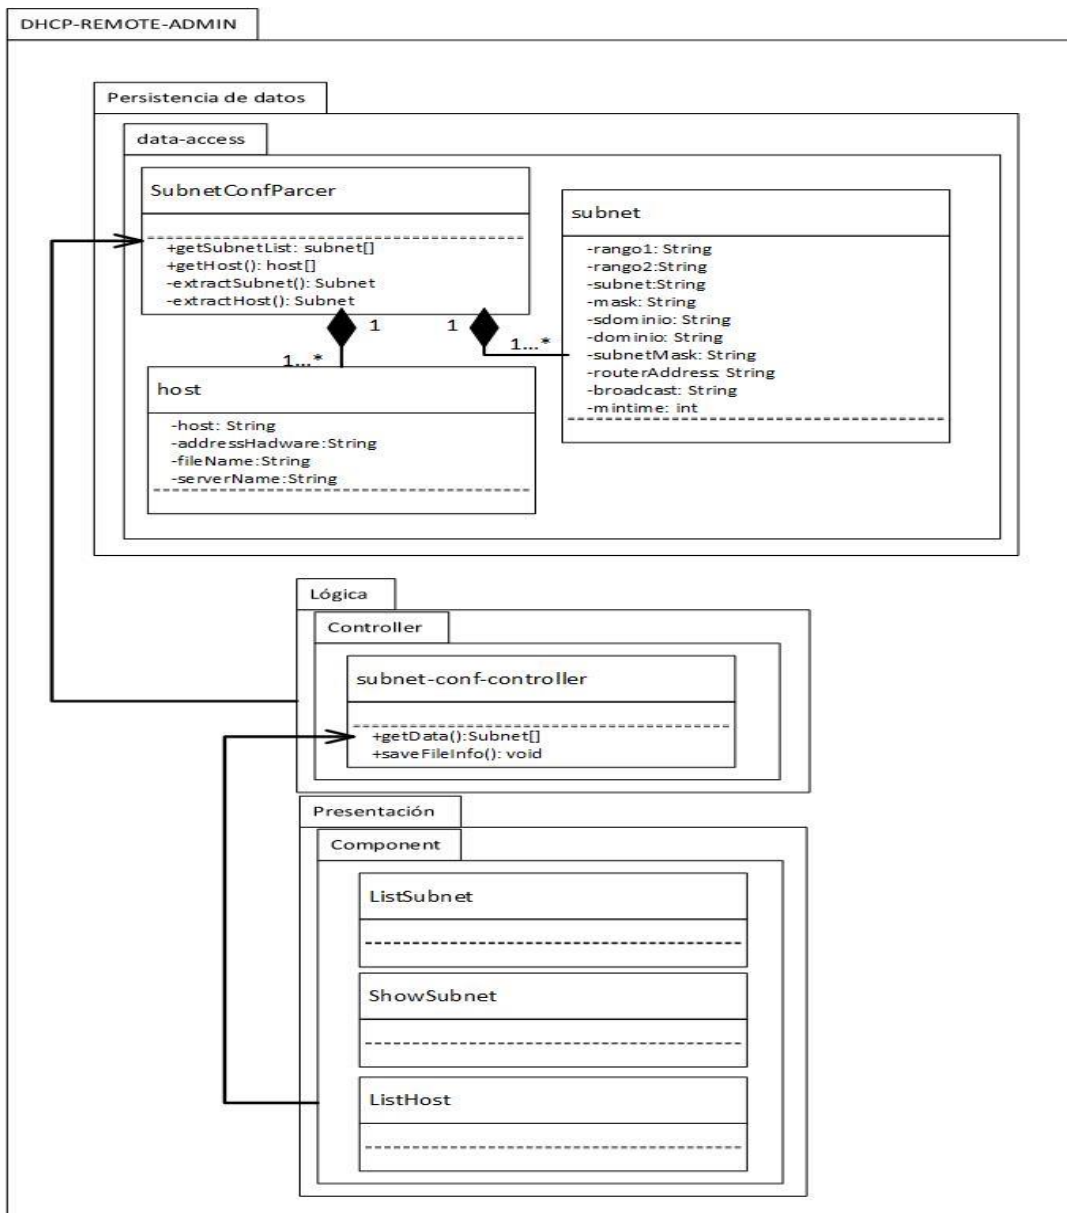 DHCP-REMOTE-ADMIN
Persistencia de datos
data-access
SubnetConfParcer
+getSubnetList: subnet[]
+getHost(): host[]
-extractSubnet(): Subnet
-extractHost(): Subnet
subnet
-rango1: String
-rango2:String
-subnet:String
-mask: String
-sdominio: String
-dominio: String
-subnetMask: String
-routerAddress: String
-broadcast: String
-mintime: int
1
1
1...*
1...*
host
-host: String
-addressHadware:String
-fileName:String
-serverName:String
Lógica
Controller
subnet-conf-controller
+getData():Subnet[]
+saveFileInfo(): void
Presentación
Component
ListSubnet
ShowSubnet
ListHost